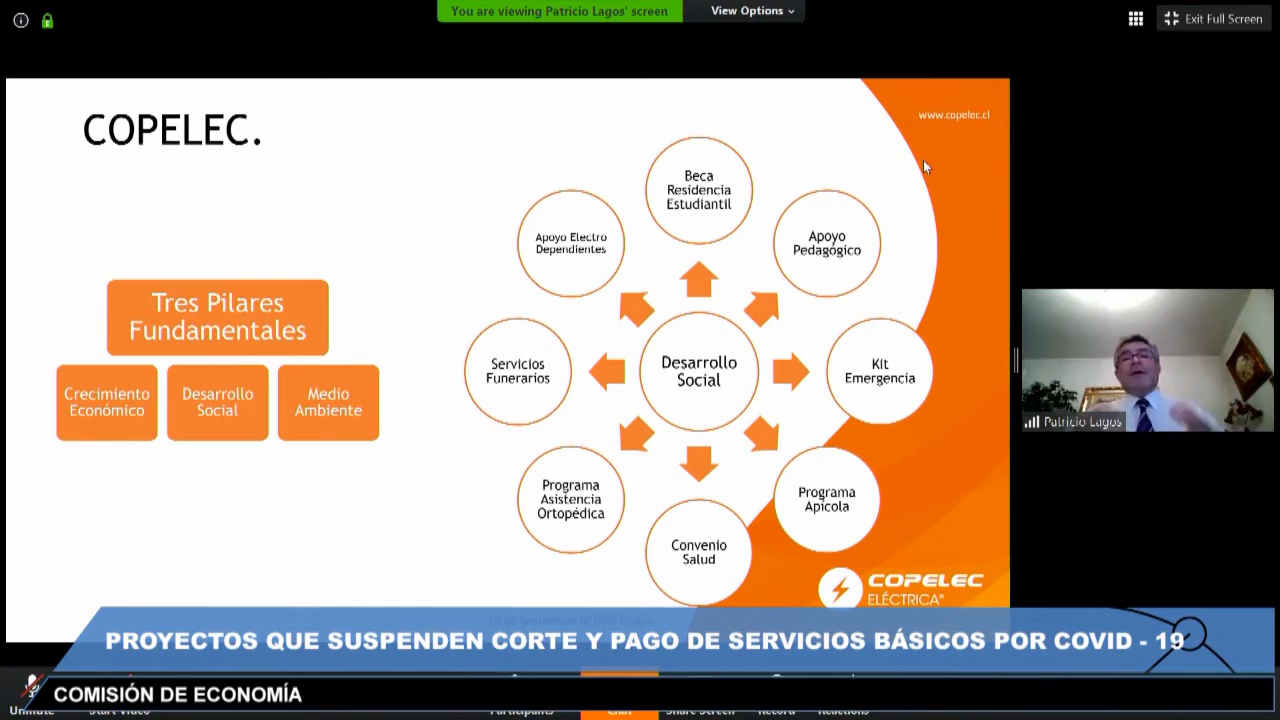 You are viewing Patricio Lagos' screen
View Options
Exit Full Screen
COPELEC.
www.copelec.cl
Tres Pilares
Fundamentales
Crecimiento
Económico
Desarrollo
Social
Medio
Ambiente
Beca
Residencia
Estudiantil
Apoyo
Pedagógico
Kit
Emergencia
Programa
Apícola
Convenio
Salud
Programa
Asistencia
Ortopédica
Servicios
Funerarios
Apoyo Electro
Dependientes
Desarrollo
Social
COPELEC
ELÉCTRICA
Patricio Lagos
PROYECTOS QUE SUSPENDEN CORTE Y PAGO DE SERVICIOS BÁSICOS POR COVID - 19
COMISIÓN DE ECONOMÍA